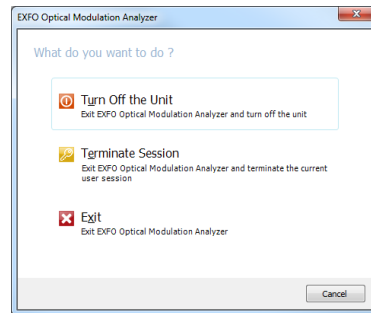 EXFO Optical Modulation Analyzer
What do you want to do ?
Turn Off the Unit
Exit EXFO Optical Modulation Analyzer and turn off the unit
Terminate Session
Exit EXFO Optical Modulation Analyzer and terminate the current
user session
Exit
Exit EXFO Optical Modulation Analyzer
Cancel